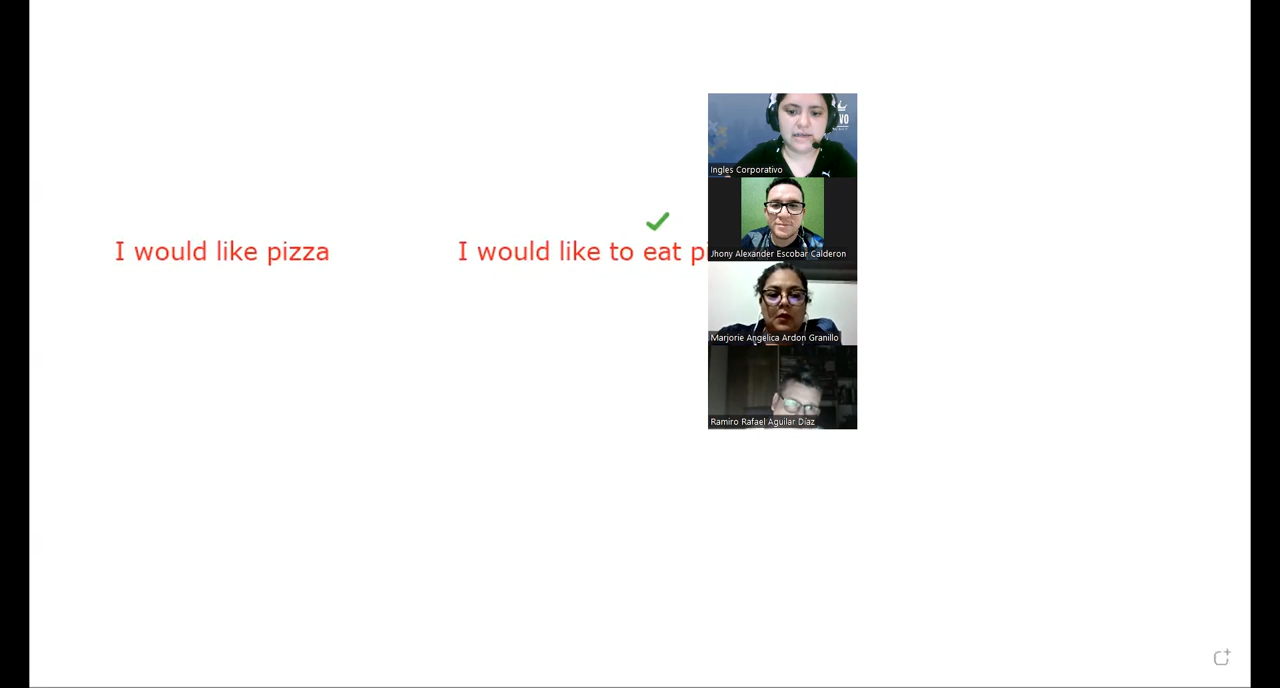 I would like pizza
I would like to eat
Ingles Corporativo
Jhony Alexander Escobar Calderon
Marjorie Angelica Ardon Granillo
Ramiro Rafael Aguilar Diaz